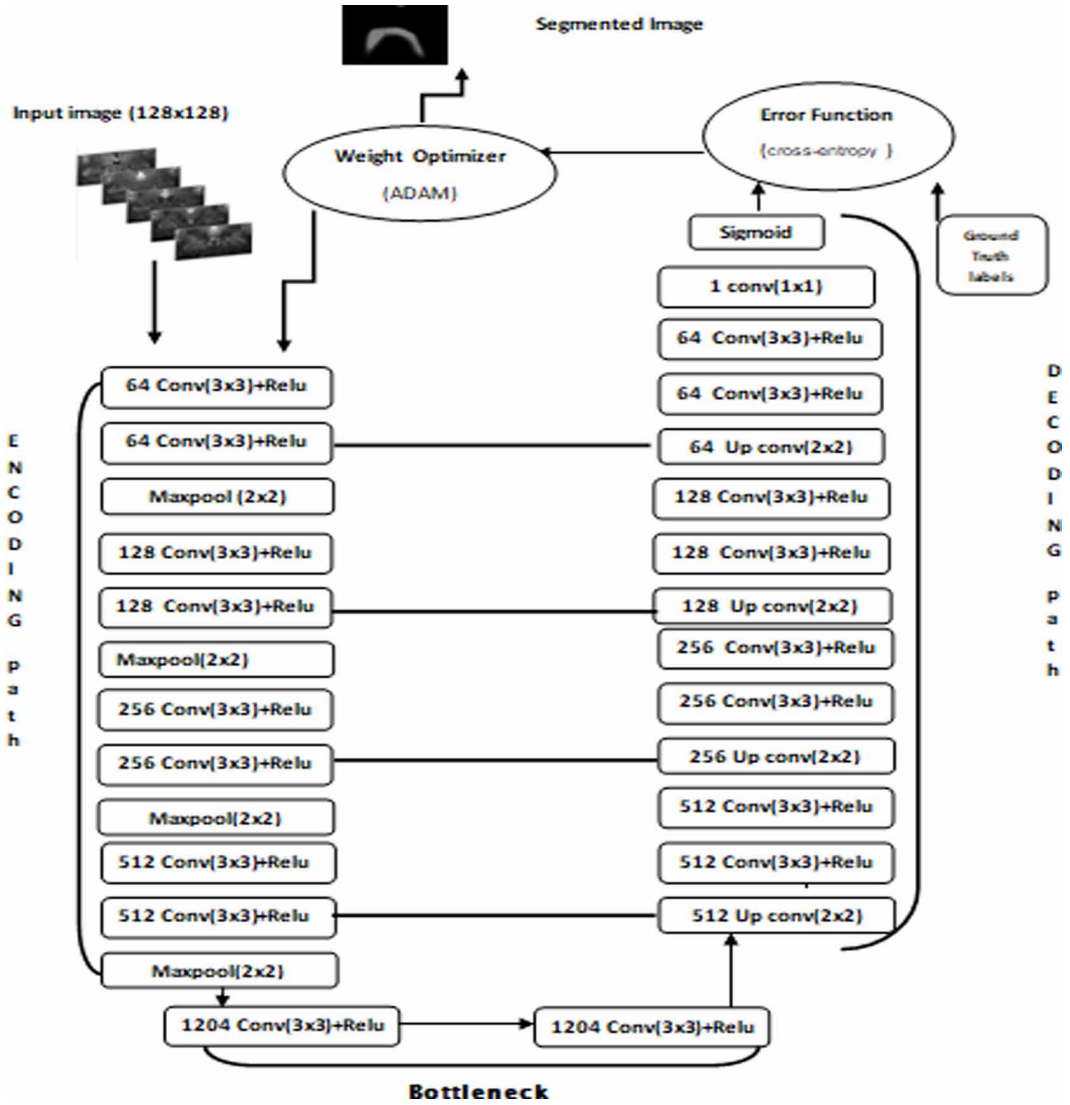 Segmented Image
Input image (128x128)
Weight Optimizer
(ADAM)
Error Function
(cross-entropy )
Sigmoid
Ground
Truth
labels
1 conv(1x1)
64 Conv(3x3)+Relu
64 Conv(3x3)+Relu
64 Up conv(2x2)
128 Conv(3x3)+Relu
128 Conv(3x3)+Relu
128 Up conv(2x2)
256 Conv(3x3)+Relu
256 Conv(3x3)+Relu
256 Up conv(2x2)
512 Conv(3x3)+Relu
512 Conv(3x3)+Relu
512 Up conv(2x2)
DECODING Path
ENCODING Path
64 Conv(3x3)+Relu
64 Conv(3x3)+Relu
Maxpool (2x2)
128 Conv(3x3)+Relu
128 Conv(3x3)+Relu
Maxpool(2x2)
256 Conv(3x3)+Relu
256 Conv(3x3)+Relu
Maxpool(2x2)
512 Conv(3x3)+Relu
512 Conv(3x3)+Relu
Maxpool(2x2)
1204 Conv(3x3)+Relu
1204 Conv(3x3)+Relu
Bottleneck